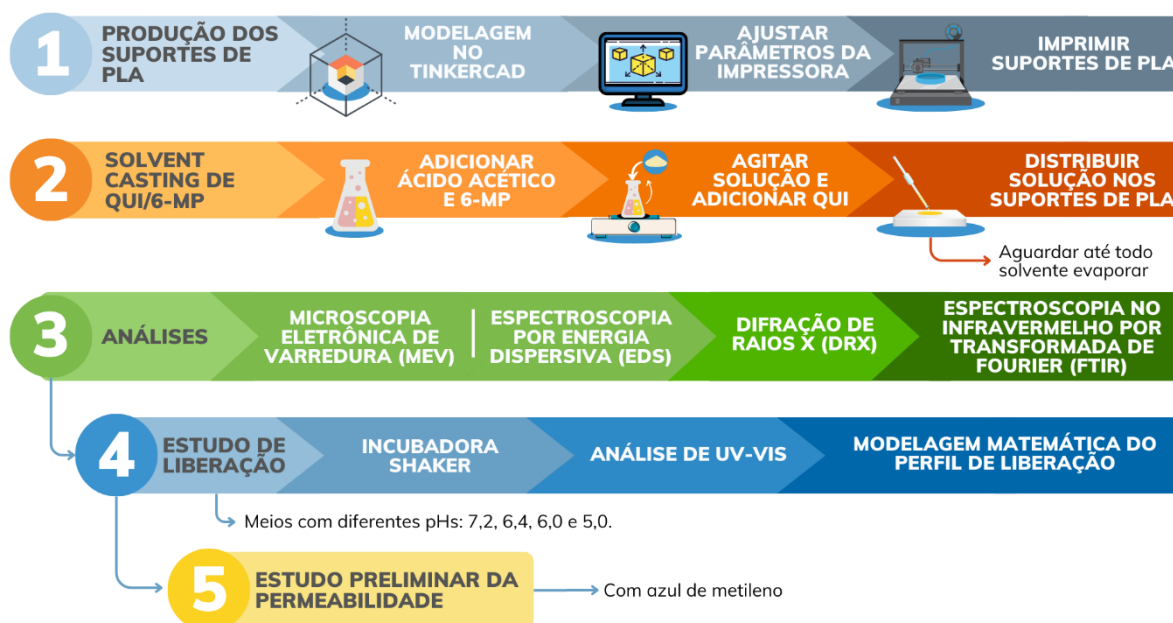 1
PRODUÇÃO DOS
SUPORTES DE
PLA
MODELAGEM
NO
TINKERCAD
AJUSTAR
PARÂMETROS DA
IMPRESSORA
IMPRIMIR
SUPORTES DE PLA
2
SOLVENT
CASTING DE
QUI/6-MP
ADICIONAR
ÁCIDO ACÉTICO
E 6-MP
AGITAR
SOLUÇÃO E
ADICIONAR QUI
DISTRIBUIR
SOLUÇÃO NOS
SUPORTES DE PLA
Aguardar até todo
solvente evaporar
3
ANÁLISES
MICROSCOPIA
ELETRÔNICA DE
VARREDURA (MEV)
ESPECTROSCOPIA
POR ENERGIA
DISPERSIVA (EDS)
DIFRAÇÃO DE
RAIOS X (DRX)
ESPECTROSCOPIA NO
INFRAVERMELHO POR
TRANSFORMADA DE
FOURIER (FTIR)
4
ESTUDO DE
LIBERAÇÃO
INCUBADORA
SHAKER
ANÁLISE DE UV-VIS
MODELAGEM MATEMÁTICA DO
PERFIL DE LIBERAÇÃO
Meios com diferentes pHs: 7,2, 6,4, 6,0 e 5,0.
5
ESTUDO PRELIMINAR DA
PERMEABILIDADE
Com azul de metileno